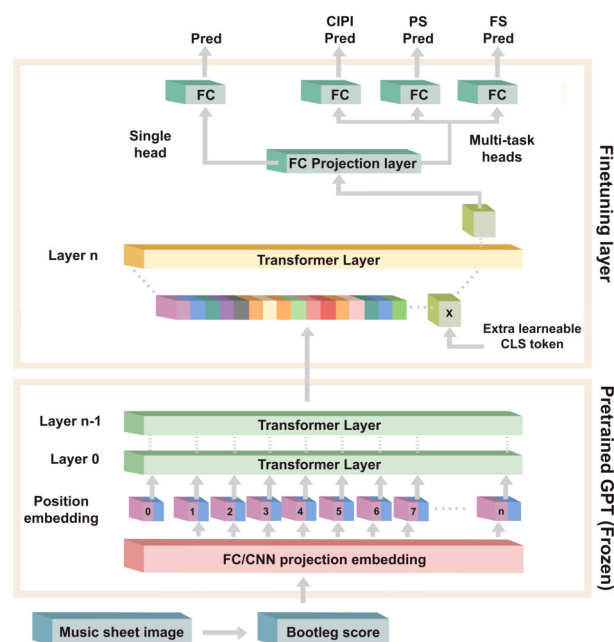 Pred
CIPI
Pred
PS
Pred
FS
Pred
FC
FC
FC
FC
Single
head
FC Projection layer
Multi-task
heads
Finetuning layer
Layer n
Transformer Layer
X
Extra learneable
CLS token
Layer n-1
Transformer Layer
Layer 0
Transformer Layer
Position
embedding
0 1 2 3 4 5 6 7 n
FC/CNN projection embedding
Pretrained GPT (Frozen)
Music sheet image
Bootleg score